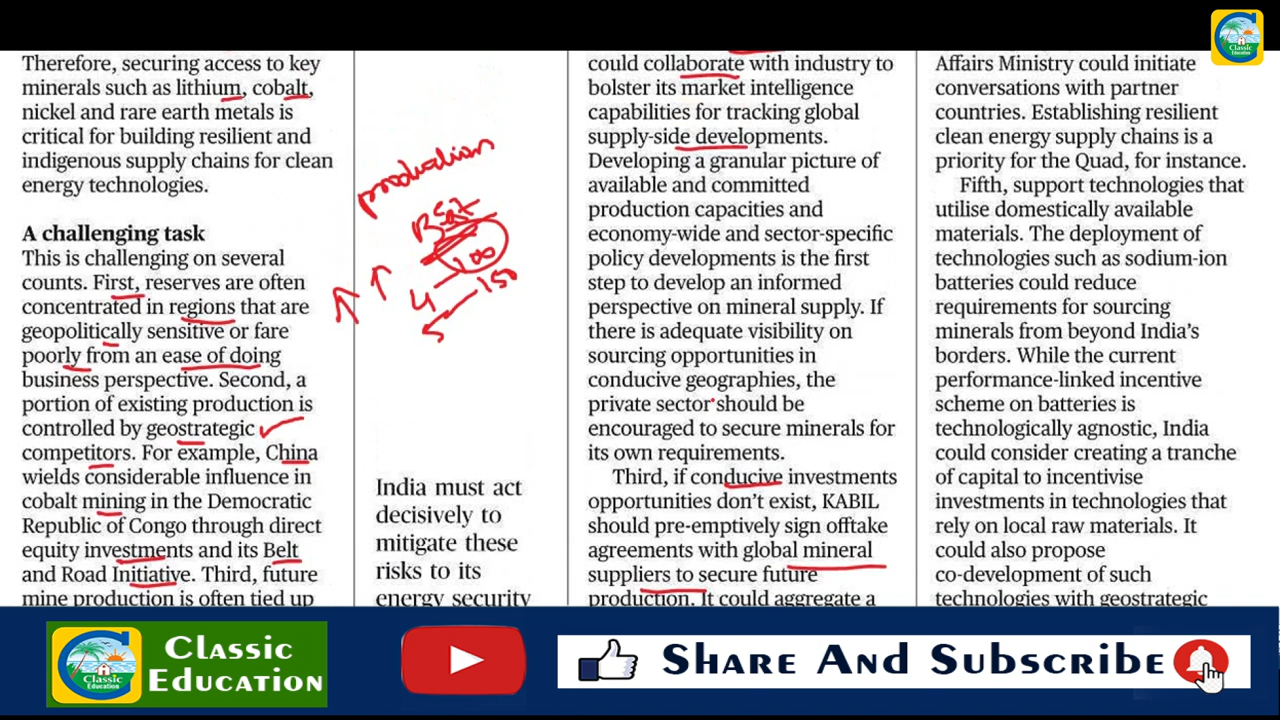 Therefore, securing access to key
minerals such as lithium, cobalt,
nickel and rare earth metals is
critical for building resilient and
indigenous supply chains for clean
energy technologies.
A challenging task
This is challenging on several
counts. First, reserves are often
concentrated in regions that are
geopolitically sensitive or fare
poorly from an ease of doing
business perspective. Second, a
portion of existing production is
controlled by geostrategic
competitors. For example, China
wields considerable influence in
cobalt mining in the Democratic
Republic of Congo through direct
equity investments and its Belt
and Road Initiative. Third, future
mine production is often tied up
production
100
4 150
5
India must act
decisively to
mitigate these
risks to its
energy security
could collaborate with industry to
bolster its market intelligence
capabilities for tracking global
supply-side developments.
Developing a granular picture of
available and committed
production capacities and
economy-wide and sector-specific
policy developments is the first
step to develop an informed
perspective on mineral supply. If
there is adequate visibility on
sourcing opportunities in
conducive geographies, the
private sector should be
encouraged to secure minerals for
its own requirements.
Third, if conducive investments
opportunities don't exist, KABIL
should pre-emptively sign offtake
agreements with global mineral
suppliers to secure future
production. It could aggregate a
Affairs Ministry could initiate
conversations with partner
countries. Establishing resilient
clean energy supply chains is a
priority for the Quad, for instance.
Fifth, support technologies that
utilise domestically available
materials. The deployment of
technologies such as sodium-ion
batteries could reduce
requirements for sourcing
minerals from beyond India's
borders. While the current
performance-linked incentive
scheme on batteries is
technologically agnostic, India
could consider creating a tranche
of capital to incentivise
investments in technologies that
rely on local raw materials. It
could also propose
co-development of such
technologies with geostrategic
Classic
Education
Classic
Education
Classic
Education
Share And Subscribe